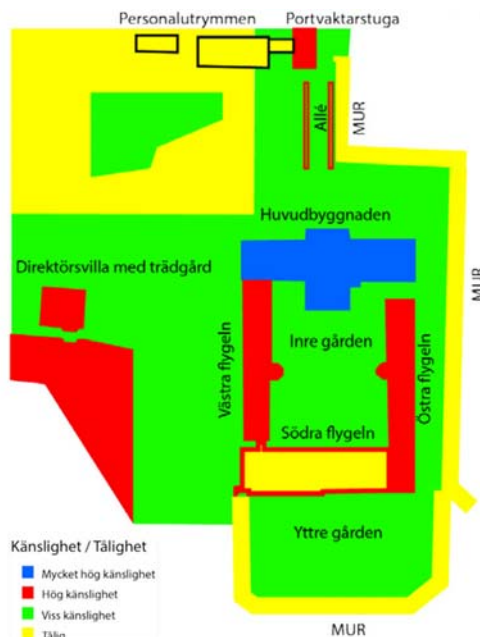 Personalutrymmen
Portvaktarstuga
Allé
MUR
Huvudbyggnaden
Direktörsvilla med trädgård
MUR
Västra flygeln
Inre gården
Östra flygeln
Södra flygeln
Yttre gården
Känslighet / Tålighet
Mycket hög känslighet
Hög känslighet
Viss känslighet
Tålig
MUR